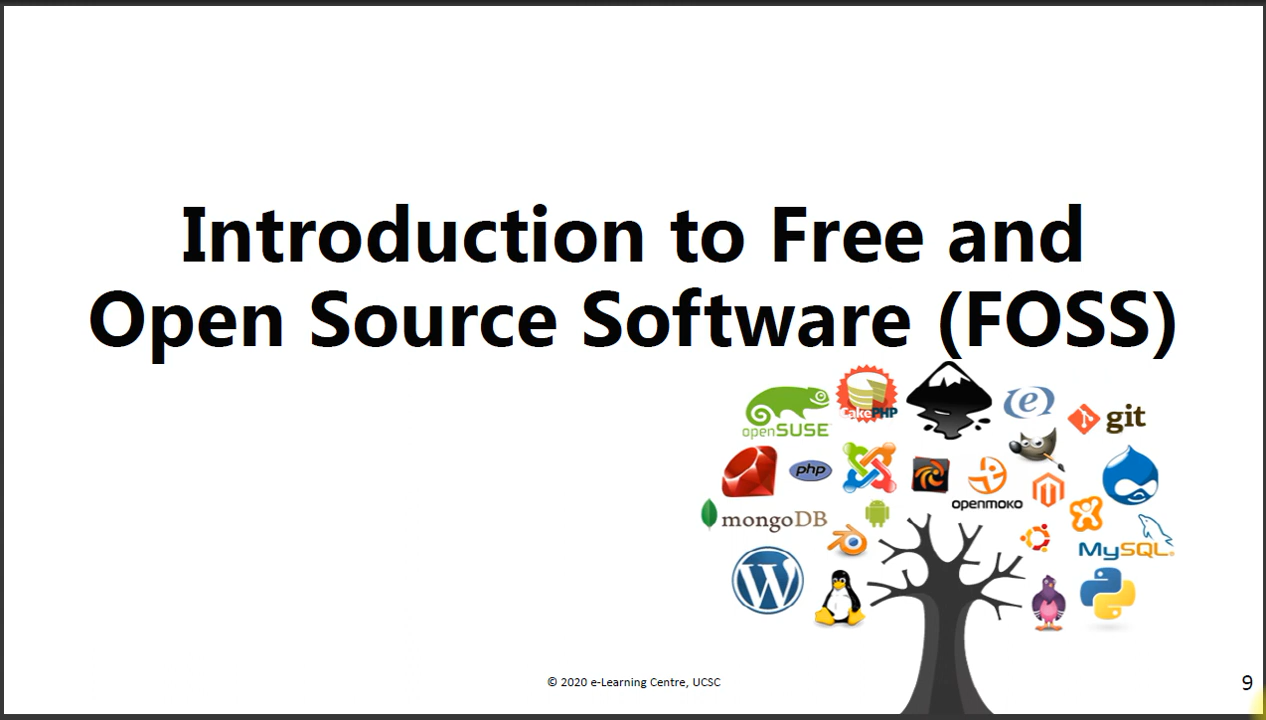 Introduction to Free and
Open Source Software (FOSS)
openSUSE
CakePHP
e
git
php
openmoko
mongoDB
MySQL
W
© 2020 e-Learning Centre, UCSC
9